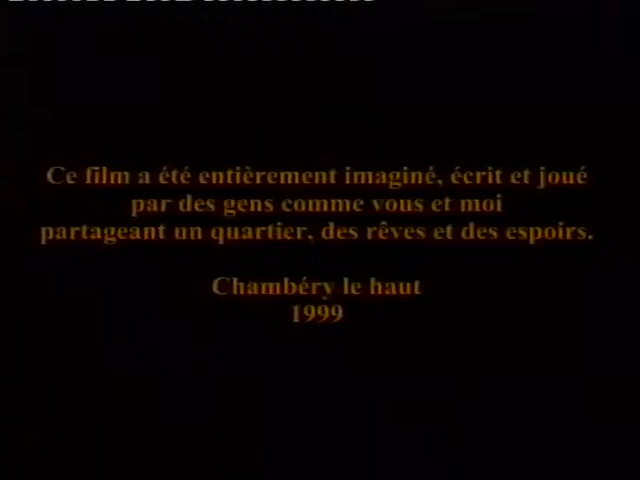 Ce film a été entièrement imaginé, écrit et joué
par des gens comme vous et moi
partageant un quartier, des rêves et des espoirs.
Chambéry le haut
1999